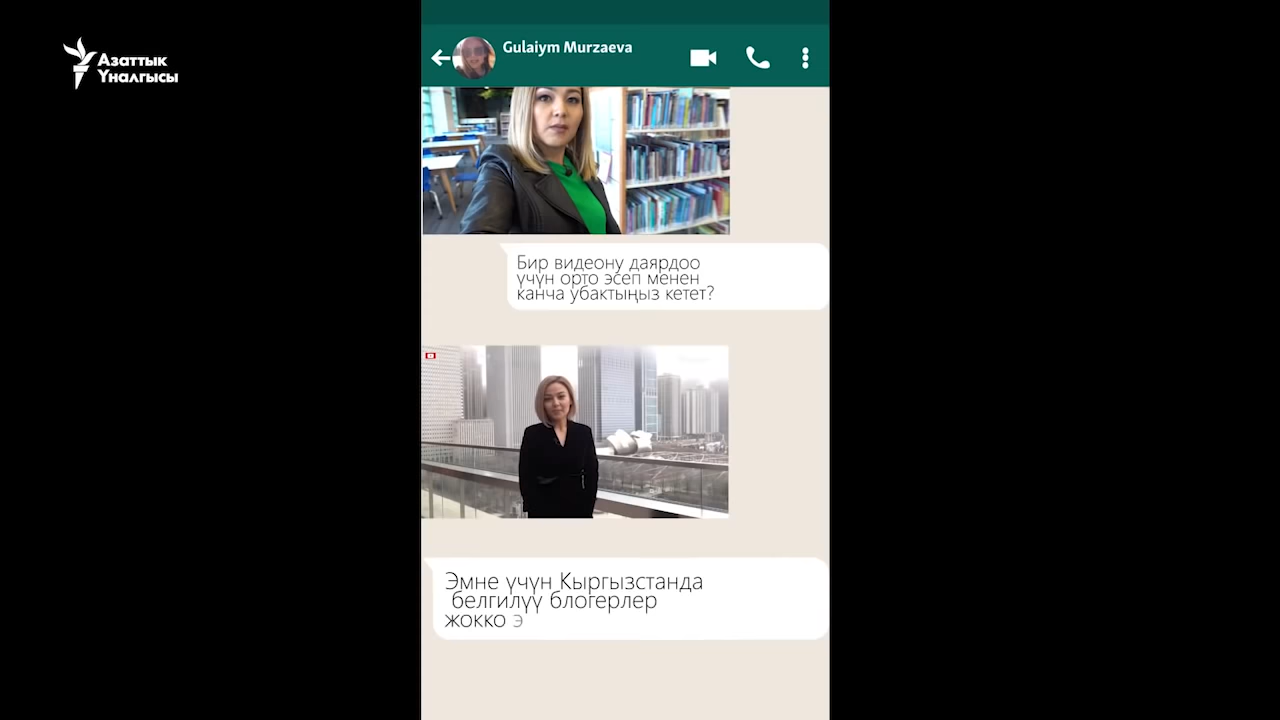 Азаттык
Үналгысы
Gulaiym Murzaeva
Бир видеону даярдоо
үчүн орто эсеп менен
канча убактыңыз кетет?
Эмне үчүн Кыргызстанда
белгилүү блогерлер
жокко э